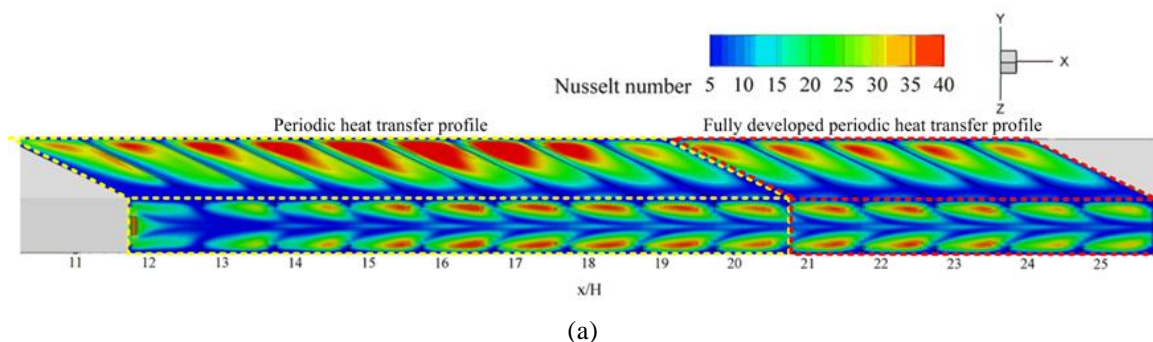 Y
X
Z
Nusselt number 5 10 15 20 25 30 35 40
Periodic heat transfer profile Fully developed periodic heat transfer profile
11 12 13 14 15 16 17 18 19 20 21 22 23 24 25
x/H
(a)